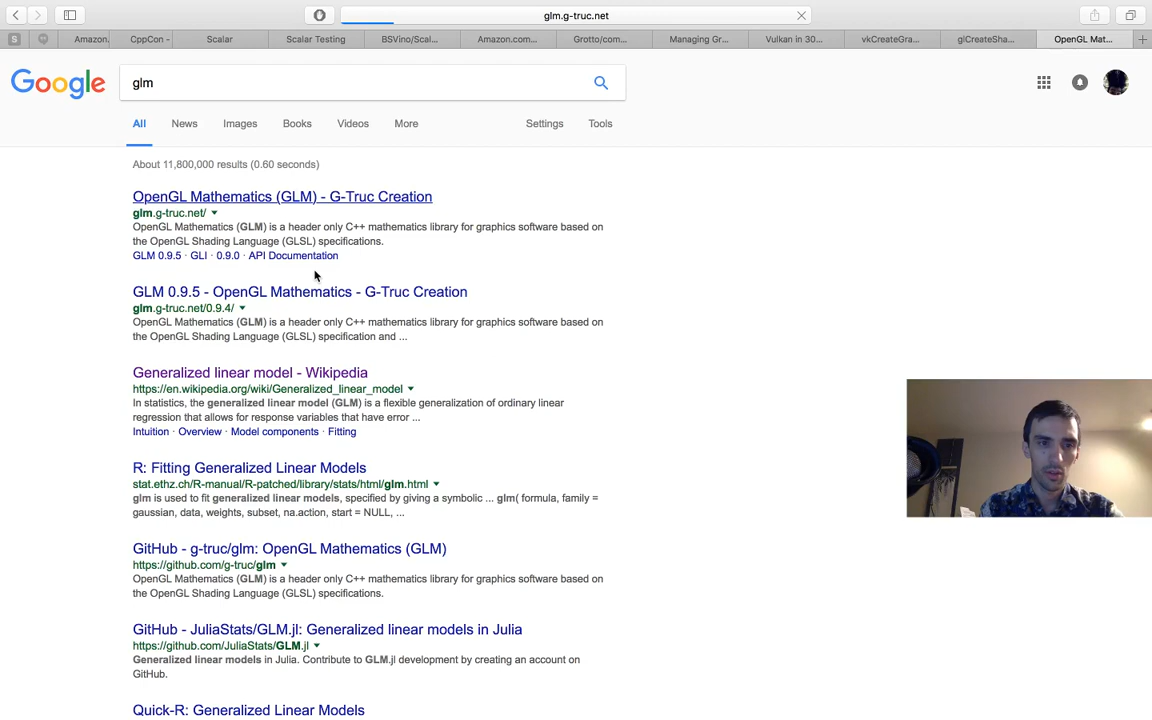 glm.g-truc.net
S
Amazon.
CppCon -
Scalar
Scalar Testing
BSVino/Scal...
Amazon.com...
Grotto/com...
Managing Gr...
Vulkan in 30...
vkCreateGra...
glCreateSha...
OpenGL Mat...
Google
glm
All
News
Images
Books
Videos
More
Settings
Tools
About 11,800,000 results (0.60 seconds)
OpenGL Mathematics (GLM) - G-Truc Creation
glm.g-truc.net/
OpenGL Mathematics (GLM) is a header only C++ mathematics library for graphics software based on
the OpenGL Shading Language (GLSL) specifications.
GLM 0.9.5 · GLI · 0.9.0 · API Documentation
GLM 0.9.5 - OpenGL Mathematics - G-Truc Creation
glm.g-truc.net/0.9.4/
OpenGL Mathematics (GLM) is a header only C++ mathematics library for graphics software based on
the OpenGL Shading Language (GLSL) specification and ...
Generalized linear model - Wikipedia
https://en.wikipedia.org/wiki/Generalized_linear_model
In statistics, the generalized linear model (GLM) is a flexible generalization of ordinary linear
regression that allows for response variables that have error ...
Intuition · Overview · Model components · Fitting
R: Fitting Generalized Linear Models
stat.ethz.ch/R-manual/R-patched/library/stats/html/glm.html
glm is used to fit generalized linear models, specified by giving a symbolic ... glm( formula, family =
gaussian, data, weights, subset, na.action, start = NULL, ...
GitHub - g-truc/glm: OpenGL Mathematics (GLM)
https://github.com/g-truc/glm
OpenGL Mathematics (GLM) is a header only C++ mathematics library for graphics software based on
the OpenGL Shading Language (GLSL) specifications.
GitHub - JuliaStats/GLM.jl: Generalized linear models in Julia
https://github.com/JuliaStats/GLM.jl
Generalized linear models in Julia. Contribute to GLM.jl development by creating an account on
GitHub.
Quick-R: Generalized Linear Models